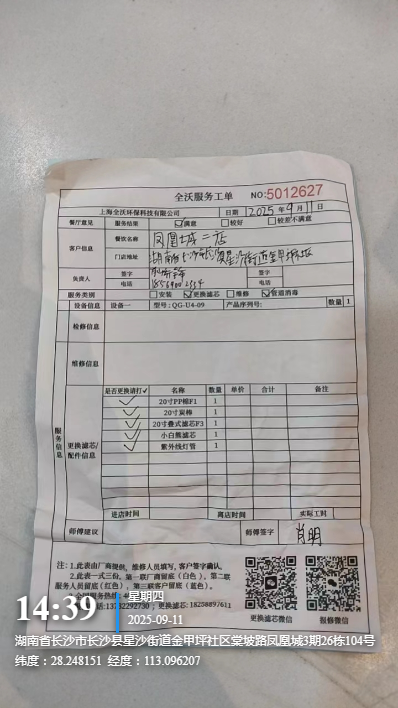 全沃服务工单 NO:5012627
上海全沃环保科技有限公司 日期 2025年9月11日
餐厅意见 服务结果 ☑满意 □较好 □较差不满意
客户信息 餐饮名称 凤凰城二店
门店地址
负责人 签字 签字
电话 电话
服务类别 □安装 ☑更换滤芯 □维修 ☑管道消毒
设备信息 设备一 型号:QG-U4-09 产品序列号: 数量 1
检修信息
维修信息
服务信息
更换滤芯/配件信息
是否更换请打✓ 名称 数量 单价 合计 备注
✓ 20寸PP棉F1 1
✓ 20寸炭棒 1
✓ 20寸叠式滤芯F3 1
✓ 小白熊滤芯 1
✓ 紫外线灯管 1
进店时间 离店时间 实际工时
师傅建议 师傅签字 肖明
注:1.此表由厂商提供,维修人员填写,客户签字确认。
2.此表一式三份,第一联厂商留底(白色)、第二联
服务人员留底(红色)、第三联客户留底(蓝色)。
更换滤芯:18256897611
更换滤芯微信 报修微信
14:39
星期四
2025-09-11
湖南省长沙市长沙县星沙街道金甲坪社区棠坡路凤凰城3期26栋104号
纬度:28.248151 经度:113.096207